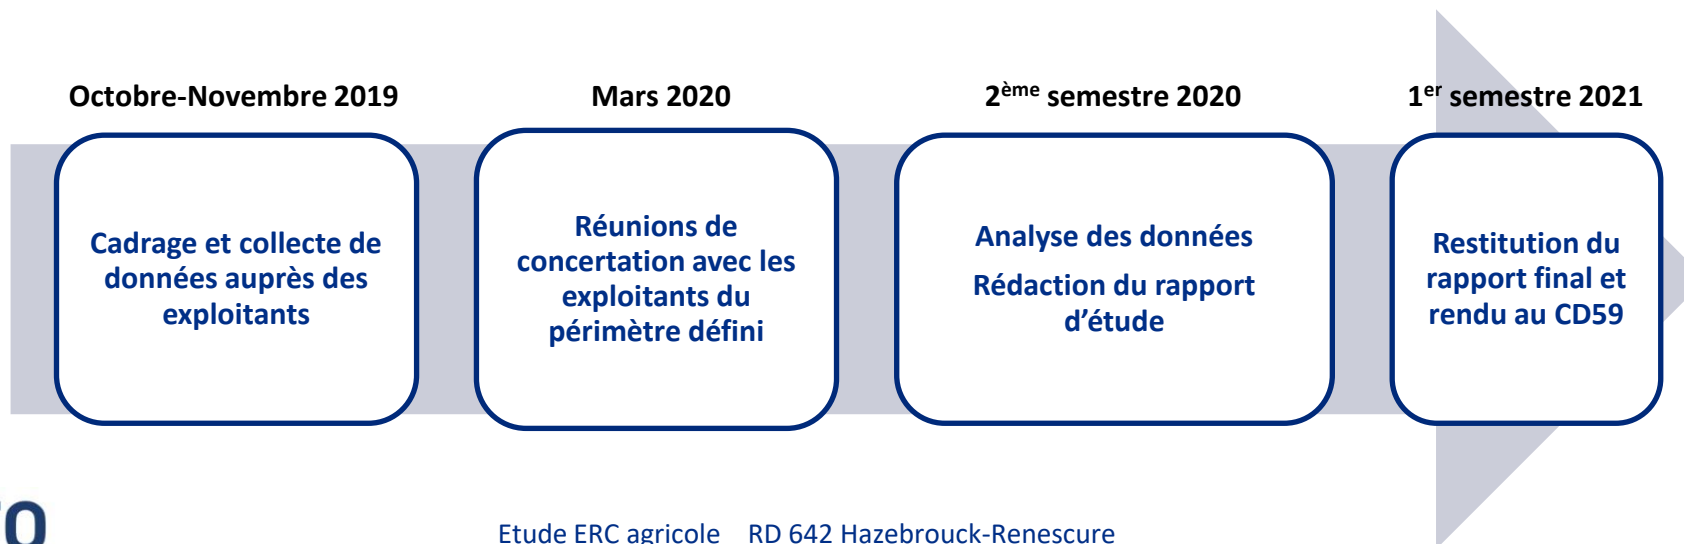 Octobre-Novembre 2019
Mars 2020
2ème semestre 2020
1er semestre 2021
Cadrage et collecte de
données auprès des
exploitants
Réunions de
concertation avec les
exploitants du
périmètre défini
Analyse des données
Rédaction du rapport
d’étude
Restitution du
rapport final et
rendu au CD59
Etude ERC agricole RD 642 Hazebrouck-Renescure